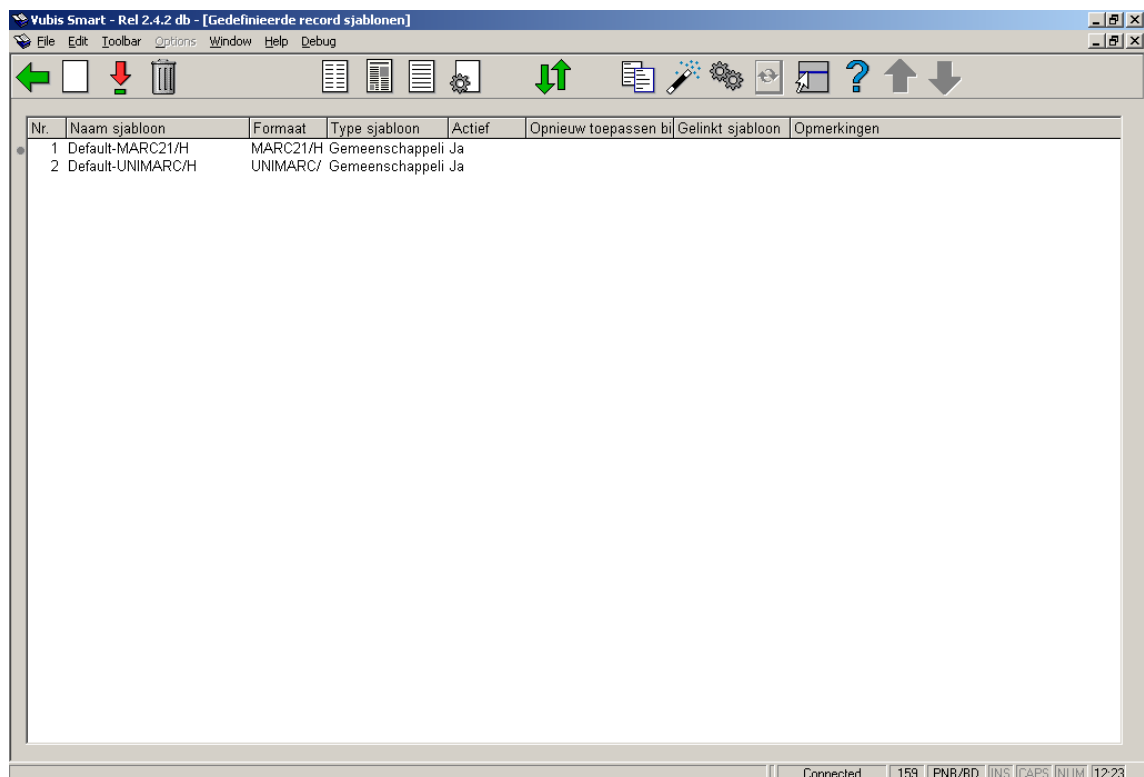 Vubis Smart - Rel 2.4.2 db - [Gedefinieerde record sjablonen]
File Edit Toolbar Options Window Help Debug
Nr. Naam sjabloon Formaat Type sjabloon Actief Opnieuw toepassen bi Gelinkt sjabloon Opmerkingen
1 Default-MARC21/H MARC21/H Gemeenschappeli Ja
2 Default-UNIMARC/H UNIMARC/ Gemeenschappeli Ja
Connected 159 PNB/BD INS CAPS NUM 12:23